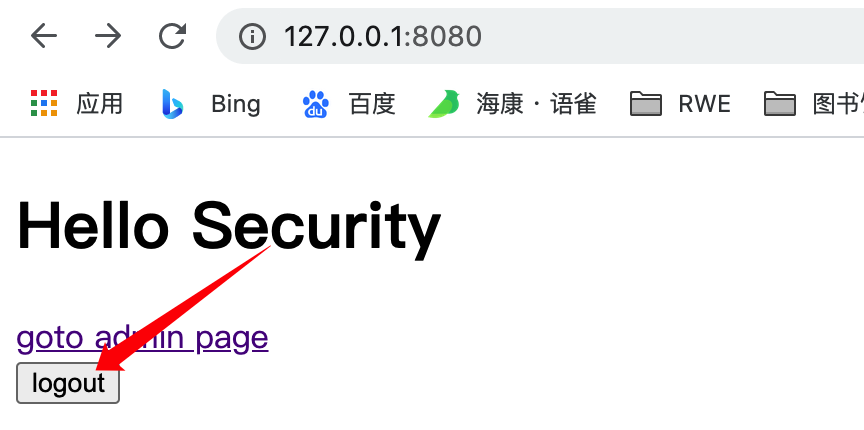 127.0.0.1:8080
应用 Bing du 百度 海康 · 语雀 RWE 图书
Hello Security
goto admin page
logout